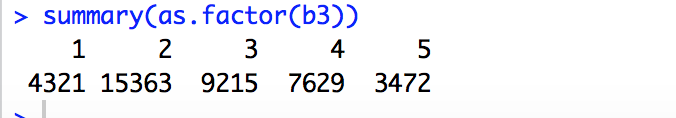 > summary(as.factor(b3))
1 2 3 4 5
4321 15363 9215 7629 3472
>